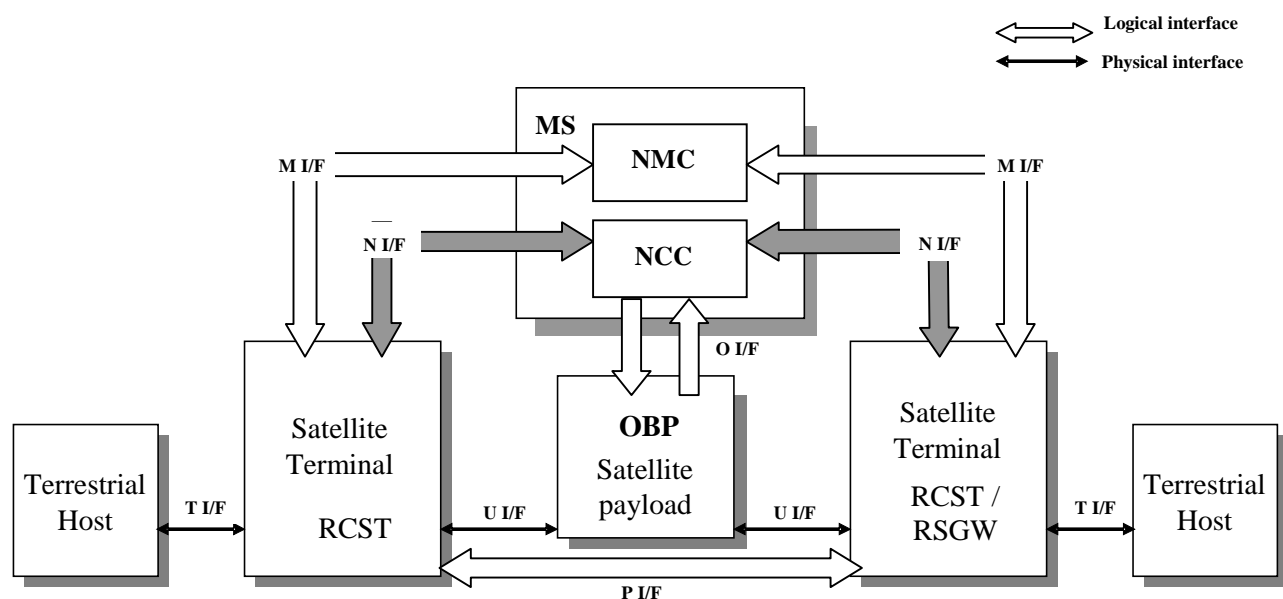 Logical interface
Physical interface
MS
NMC
M I/F
M I/F
N I/F
N I/F
NCC
O I/F
Satellite
Terminal
RCST
OBP
Satellite
payload
Satellite
Terminal
RCST /
RSGW
Terrestrial
Host
Terrestrial
Host
T I/F
U I/F
U I/F
T I/F
P I/F